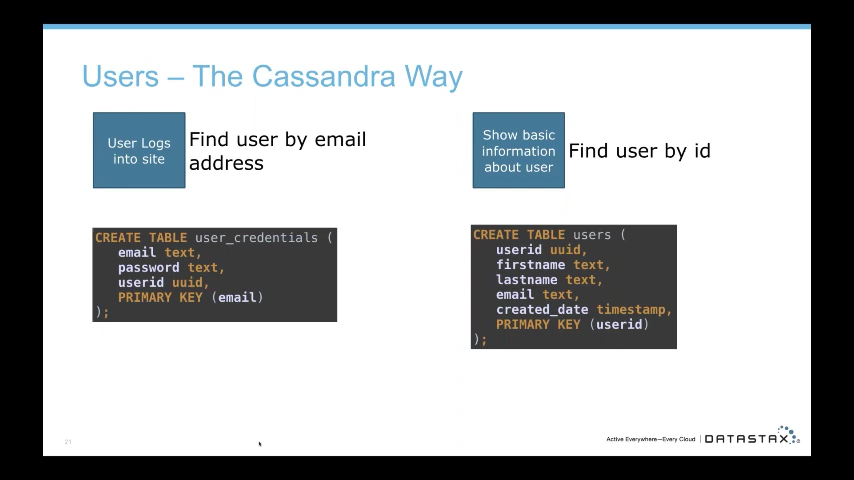 Users – The Cassandra Way
User Logs
into site
Find user by email
address
Show basic
information
about user
Find user by id
CREATE TABLE user_credentials (
email text,
password text,
userid uuid,
PRIMARY KEY (email)
);
CREATE TABLE users (
userid uuid,
firstname text,
lastname text,
email text,
created_date timestamp,
PRIMARY KEY (userid)
);
21
Active Everywhere—Every Cloud | DATASTAX